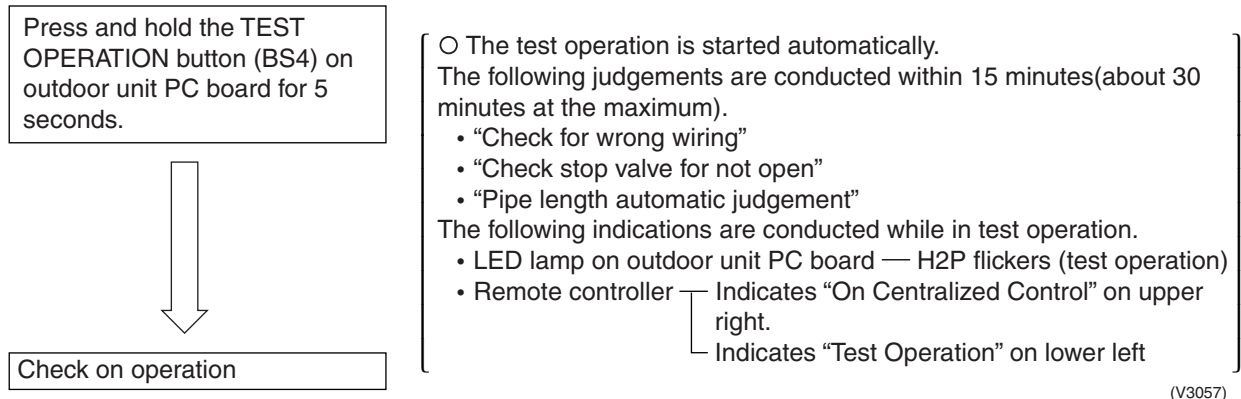 Press and hold the TEST
OPERATION button (BS4) on
outdoor unit PC board for 5
seconds.
○ The test operation is started automatically.
The following judgements are conducted within 15 minutes(about 30
minutes at the maximum).
• “Check for wrong wiring”
• “Check stop valve for not open”
• “Pipe length automatic judgement”
The following indications are conducted while in test operation.
• LED lamp on outdoor unit PC board — H2P flickers (test operation)
• Remote controller — Indicates “On Centralized Control” on upper
right.
Indicates “Test Operation” on lower left
Check on operation
(V3057)